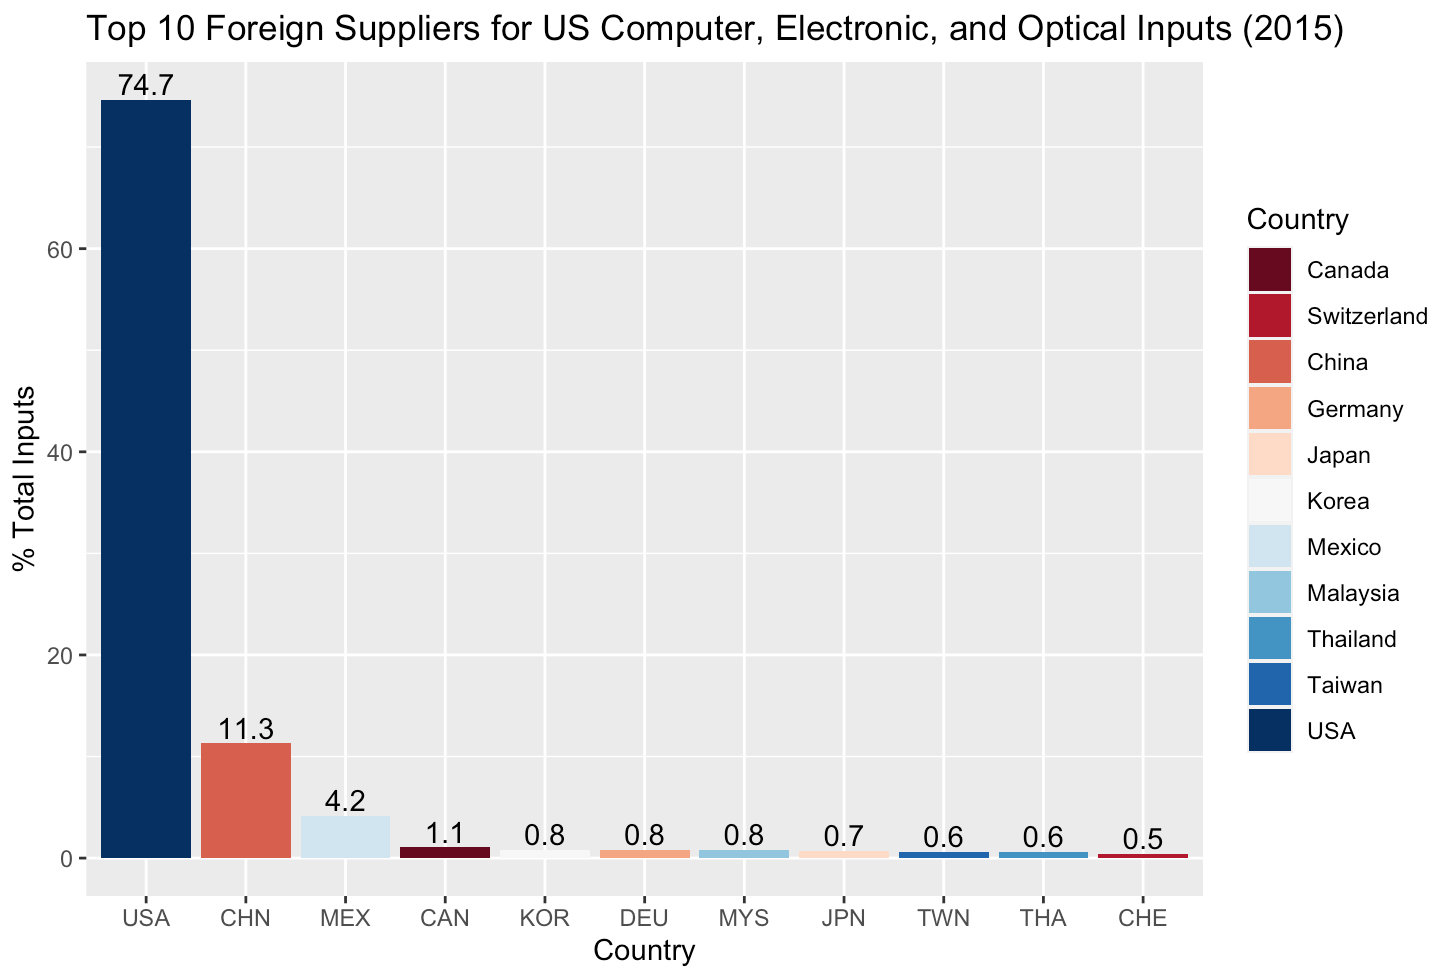 Top 10 Foreign Suppliers for US Computer, Electronic, and Optical Inputs (2015)
% Total Inputs
60
40
20
0
74.7
11.3
4.2
1.1
0.8
0.8
0.8
0.7
0.6
0.6
0.5
USA CHN MEX CAN KOR DEU MYS JPN TWN THA CHE
Country
Country
Canada
Switzerland
China
Germany
Japan
Korea
Mexico
Malaysia
Thailand
Taiwan
USA